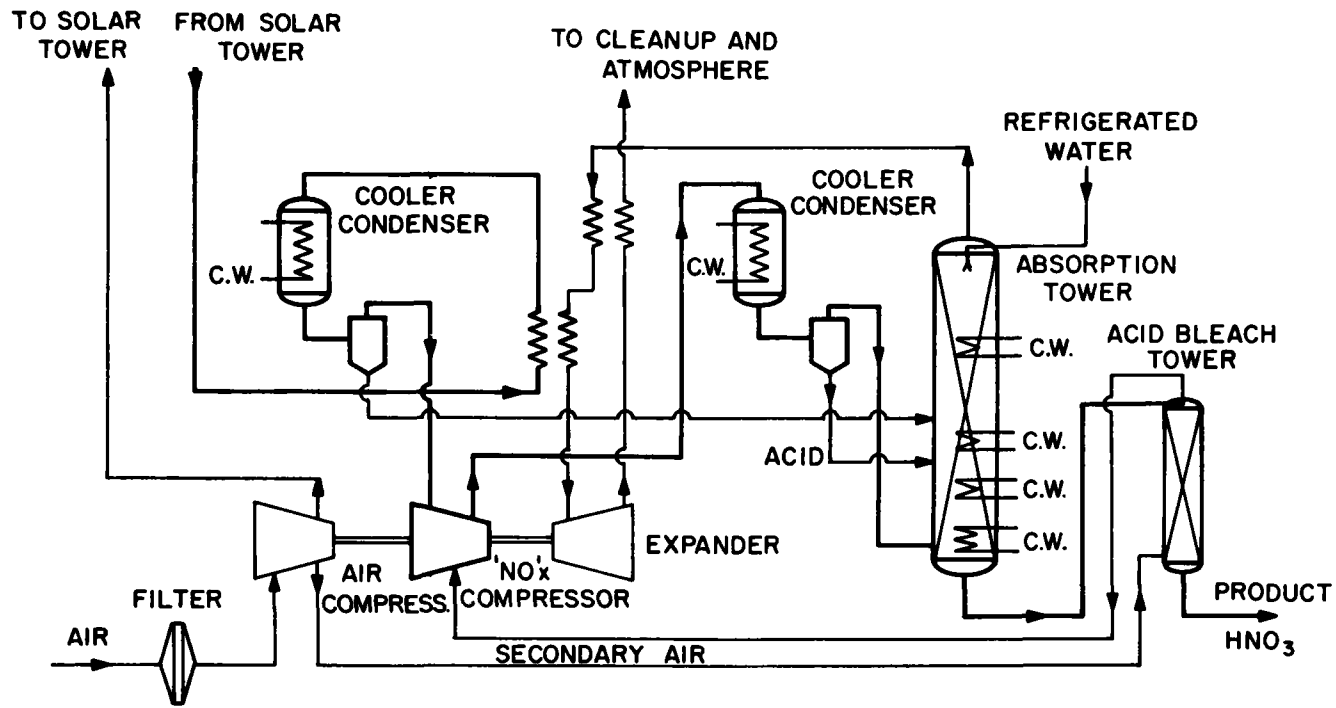 TO SOLAR
TOWER
FROM SOLAR
TOWER
TO CLEANUP AND
ATMOSPHERE
REFRIGERATED
WATER
COOLER
CONDENSER
C.W.
COOLER
CONDENSER
C.W.
ABSORPTION
TOWER
ACID BLEACH
TOWER
C.W.
C.W.
C.W.
C.W.
ACID
EXPANDER
AIR
COMPRESS.
'NO'x
COMPRESSOR
FILTER
AIR
SECONDARY AIR
PRODUCT
HNO₃